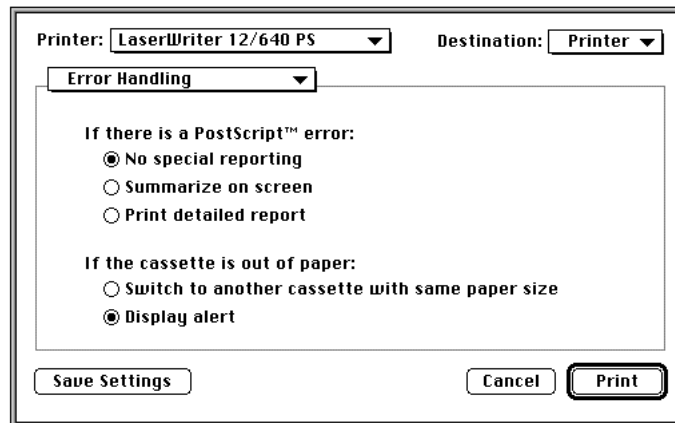 Printer: LaserWriter 12/640 PS Destination: Printer
Error Handling
If there is a PostScript™ error:
No special reporting
Summarize on screen
Print detailed report
If the cassette is out of paper:
Switch to another cassette with same paper size
Display alert
Save Settings Cancel Print